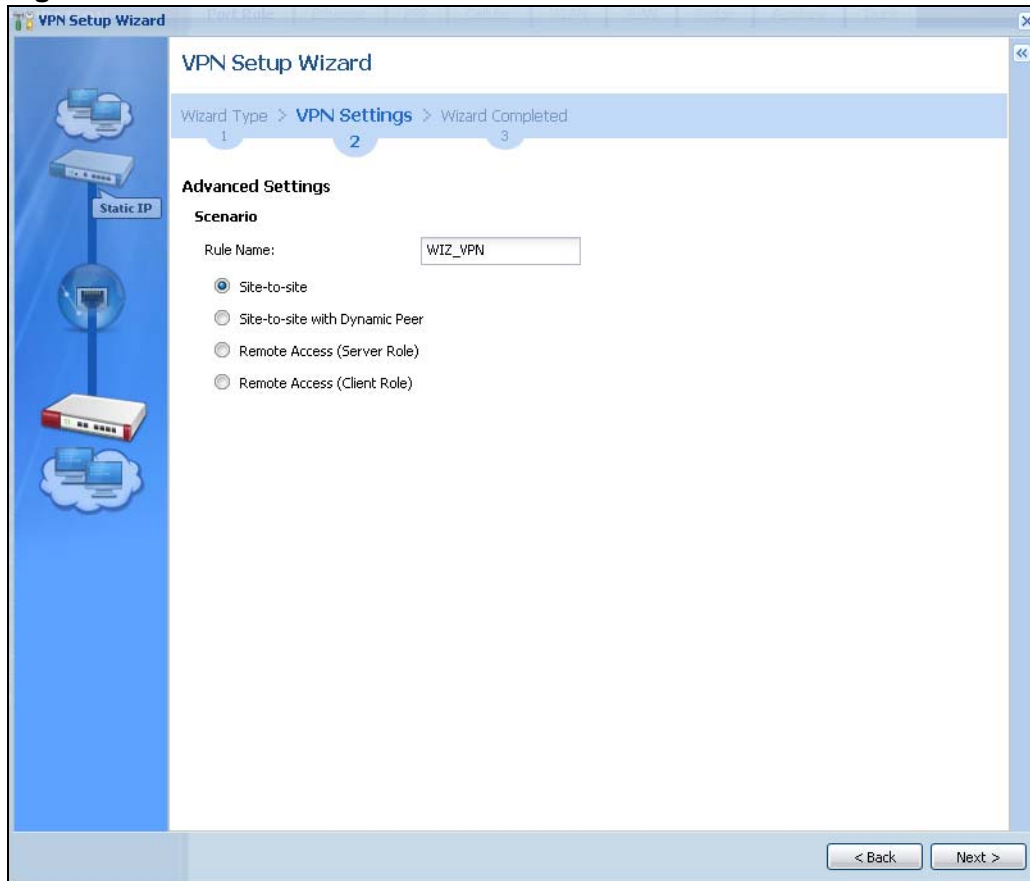 VPN Setup Wizard
VPN Setup Wizard
Wizard Type > VPN Settings > Wizard Completed
1 2 3
Static IP
Advanced Settings
Scenario
Rule Name: WIZ_VPN
Site-to-site
Site-to-site with Dynamic Peer
Remote Access (Server Role)
Remote Access (Client Role)
< Back Next >